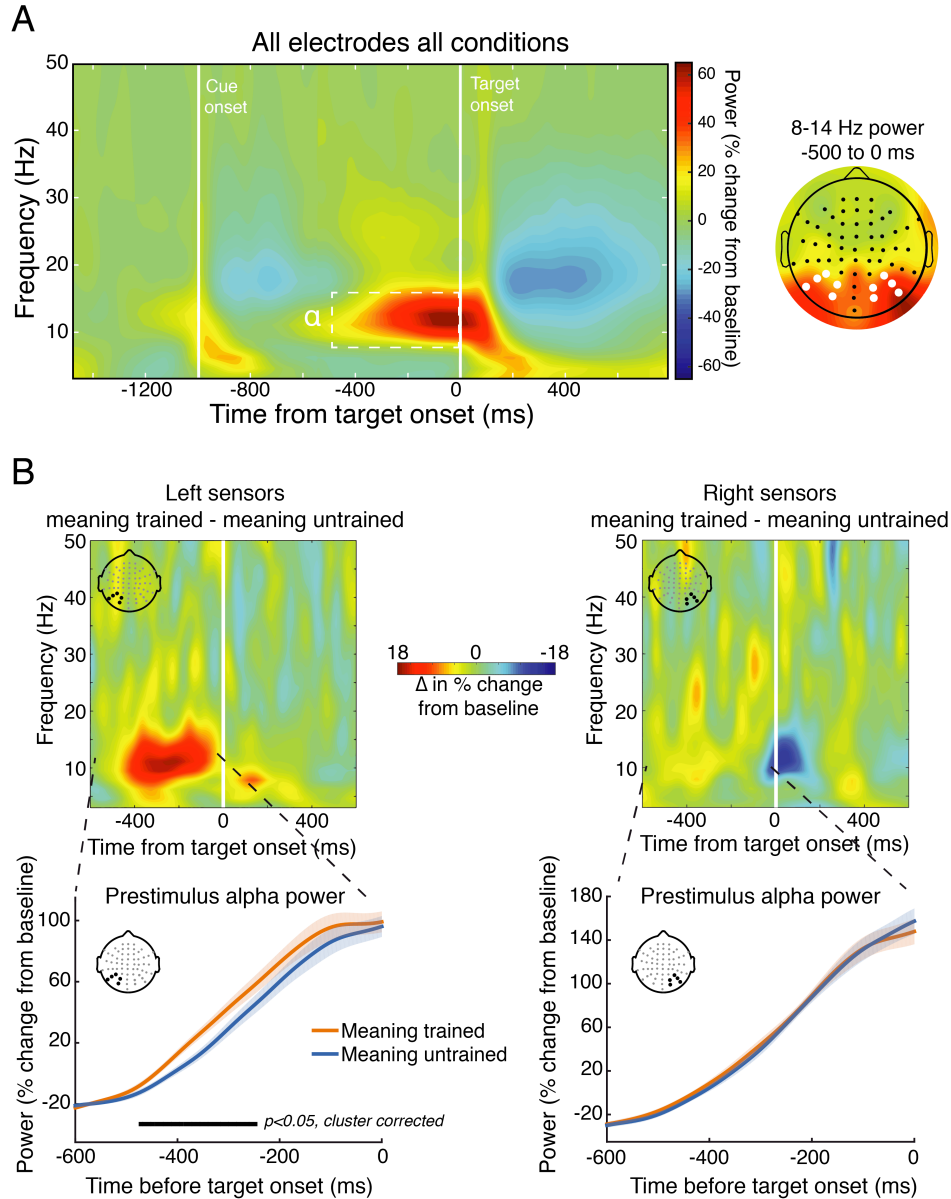 A
All electrodes all conditions
50
40
30
20
10
Frequency (Hz)
Cue
onset
Target
onset
α
-1200
-800
-400
0
400
Time from target onset (ms)
60
40
20
0
-20
-40
-60
Power (% change from baseline)
8-14 Hz power
-500 to 0 ms
B
Left sensors
meaning trained - meaning untrained
50
40
30
20
10
Frequency (Hz)
-400
0
400
Time from target onset (ms)
18
0
-18
Δ in % change
from baseline
Right sensors
meaning trained - meaning untrained
50
40
30
20
10
Frequency (Hz)
-400
0
400
Time from target onset (ms)
Prestimulus alpha power
100
60
20
-20
Power (% change from baseline)
Meaning trained
Meaning untrained
p<0.05, cluster corrected
-600
-400
-200
0
Time before target onset (ms)
Prestimulus alpha power
180
140
60
120
-20
Power (% change from baseline)
-600
-400
-200
0
Time before target onset (ms)